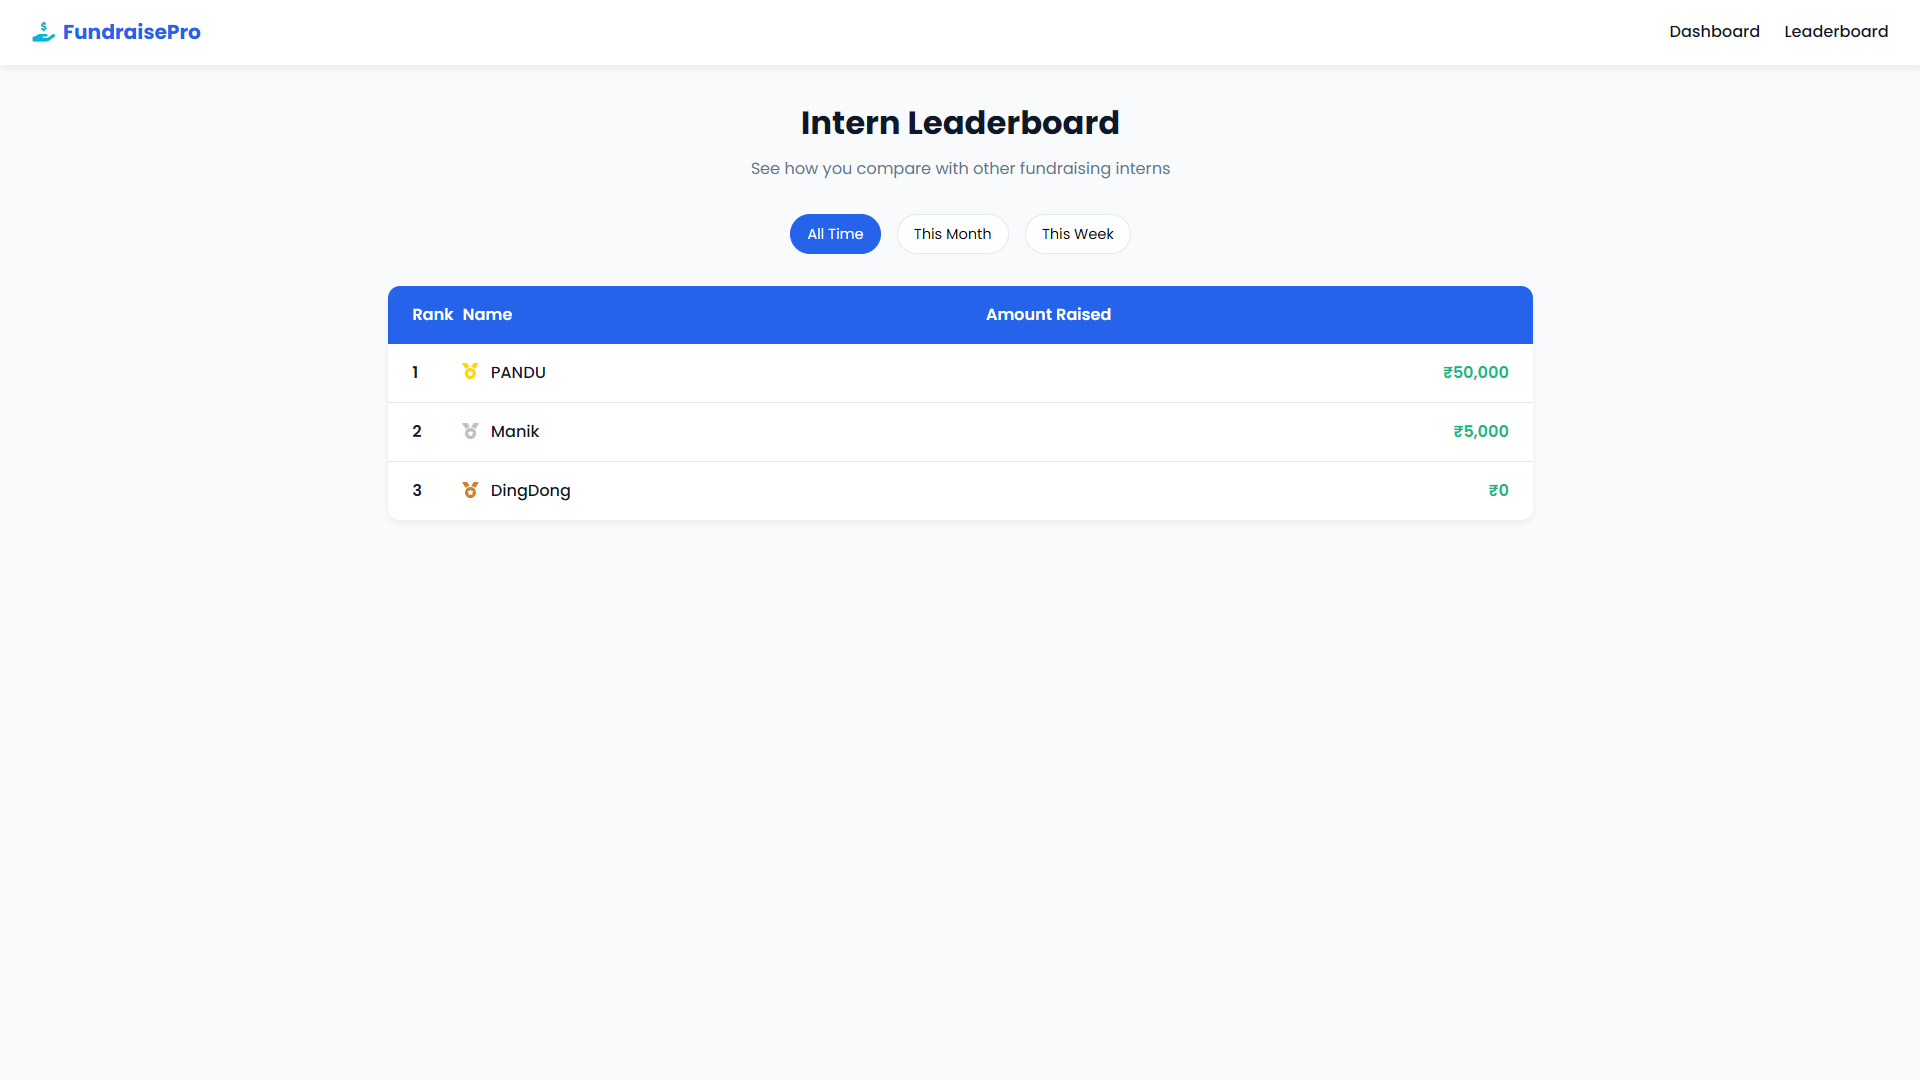 FundraisePro
Dashboard Leaderboard
Intern Leaderboard
See how you compare with other fundraising interns
All Time This Month This Week
Rank Name Amount Raised
1 PANDU ₹50,000
2 Manik ₹5,000
3 DingDong ₹0